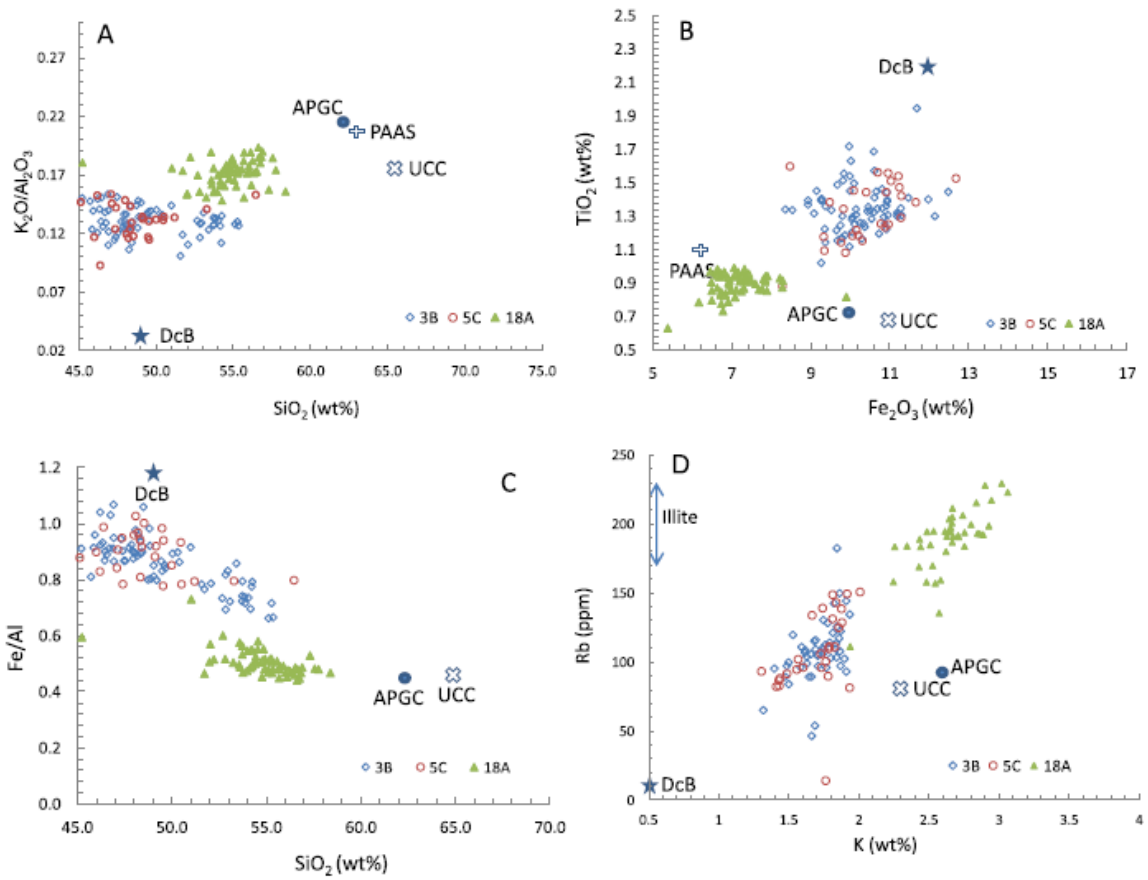 A
K₂O/Al₂O₃
0.32
0.27
0.22
0.17
0.12
0.07
0.02
APGC
PAAS
UCC
DcB
3B 5C 18A
45.0 50.0 55.0 60.0 65.0 70.0 75.0
SiO₂ (wt%)
B
TiO₂ (wt%)
2.5
2.3
2.1
1.9
1.7
1.5
1.3
1.1
0.9
0.7
0.5
DcB
PAAS
APGC
UCC
3B 5C 18A
5 7 9 11 13 15 17
Fe₂O₃ (wt%)
C
Fe/Al
1.2
1.0
0.8
0.6
0.4
0.2
0.0
DcB
APGC
UCC
3B 5C 18A
45.0 50.0 55.0 60.0 65.0 70.0
SiO₂ (wt%)
D
Rb (ppm)
250
200
150
100
50
0
Illite
APGC
UCC
DcB
3B 5C 18A
0.5 1 1.5 2 2.5 3 3.5 4
K (wt%)